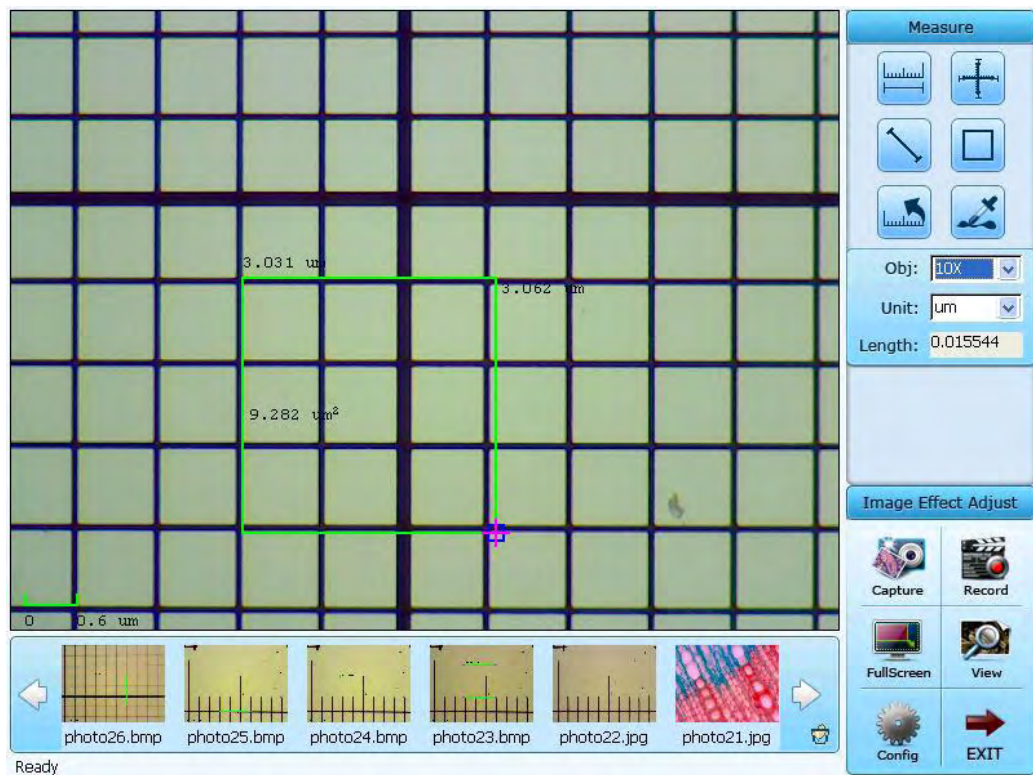 Measure
3.031 um
3.062 um
9.282 um²
0 0.6 um
Obj: 10X
Unit: um
Length: 0.015544
Image Effect Adjust
Capture
Record
FullScreen
View
Config
EXIT
photo26.bmp
photo25.bmp
photo24.bmp
photo23.bmp
photo22.jpg
photo21.jpg
Ready